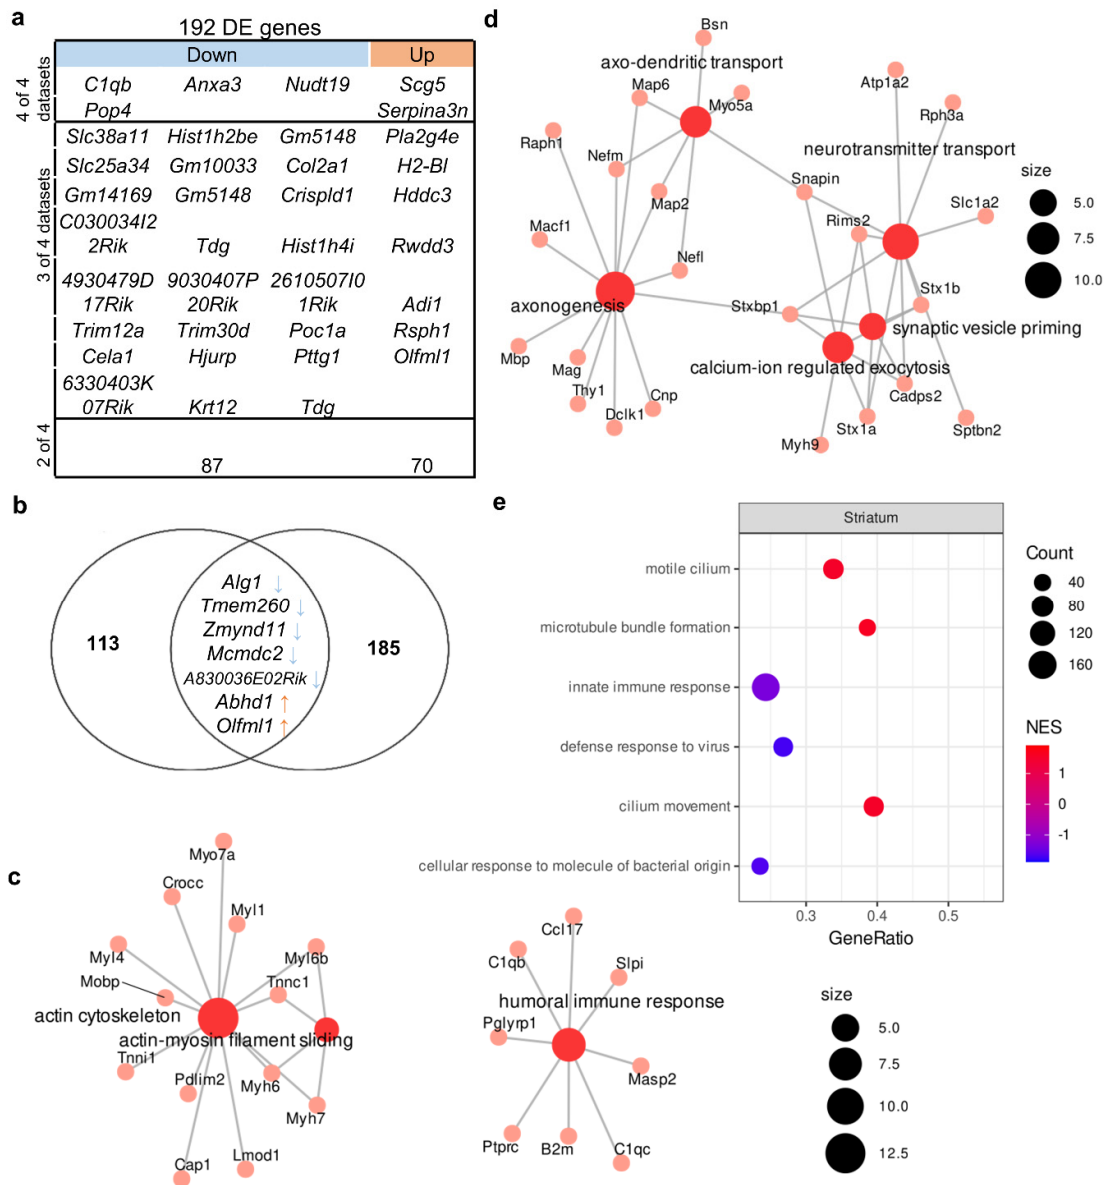 a
192 DE genes
Down Up
4 of 4 datasets
C1qb Anxa3 Nudt19 Scg5
Pop4 Serpina3n
3 of 4 datasets
Slc38a11 Hist1h2be Gm5148 Pla2g4e
Slc25a34 Gm10033 Col2a1 H2-Bl
Gm14169 Gm5148 Crispld1 Hddc3
C030034I2
2Rik Tdg Hist1h4i Rwdd3
4930479D 9030407P 2610507I0
17Rik 20Rik 1Rik Adi1
Trim12a Trim30d Poc1a Rsph1
Cela1 Hjurp Pttg1 Olfml1
6330403K
07Rik Krt12 Tdg
2 of 4
87 70
b
113
Alg1 ↓
Tmem260 ↓
Zmynd11 ↓
Mcmdc2 ↓
A830036E02Rik ↓
Abhd1 ↑
Olfml1 ↑
185
c
Myo7a
Crocc
Myl1
Myl4
Myl6b
Mobp
Tnnc1
actin cytoskeleton
actin-myosin filament sliding
Tnni1
Pdlim2
Myh6
Myh7
Cap1
Lmod1
Ccl17
C1qb
Slpi
humoral immune response
Pglyrp1
Masp2
Ptprc
B2m
C1qc
size
5.0
7.5
10.0
12.5
d
Bsn
axo-dendritic transport
Map6
Myo5a
Atp1a2
Rph3a
Raph1
Nefm
neurotransmitter transport
Snapin
Map2
Slc1a2
Macf1
Rims2
Nefl
Stx1b
axonogenesis
Stxbp1
synaptic vesicle priming
Mbp
Mag
calcium-ion regulated exocytosis
Thy1
Cnp
Cadps2
Dclk1
Stx1a
Sptbn2
Myh9
size
5.0
7.5
10.0
e
Striatum
motile cilium
microtubule bundle formation
innate immune response
defense response to virus
cilium movement
cellular response to molecule of bacterial origin
0.3 0.4 0.5
GeneRatio
Count
40
80
120
160
NES
1
0
-1